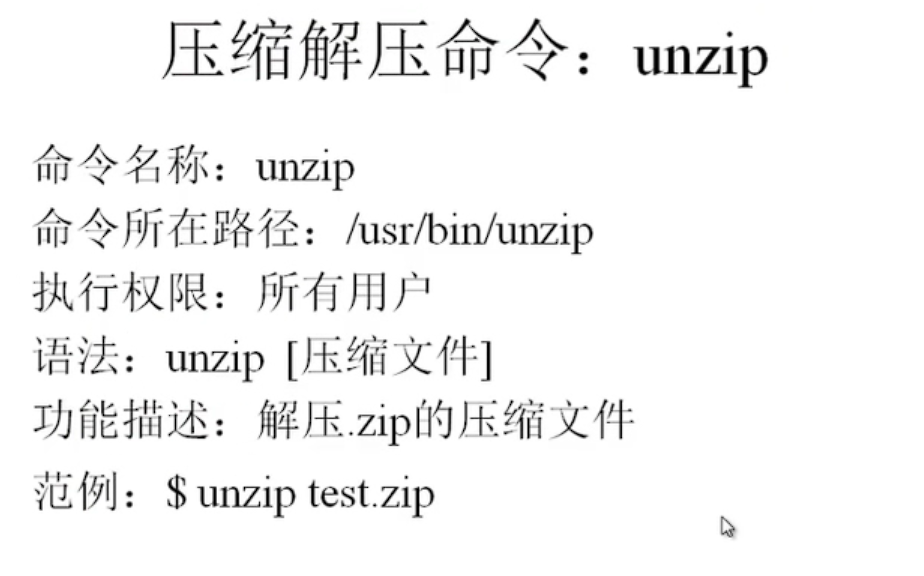 压缩解压命令：unzip
命令名称：unzip
命令所在路径：/usr/bin/unzip
执行权限：所有用户
语法：unzip [压缩文件]
功能描述：解压.zip的压缩文件
范例：$ unzip test.zip